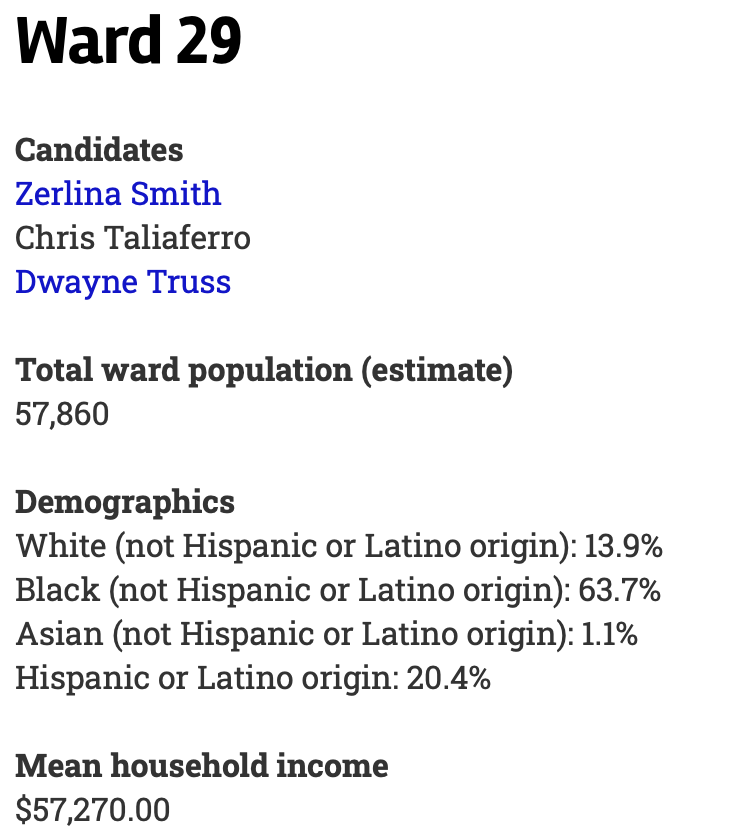 Ward 29
Candidates
Zerlina Smith
Chris Taliaferro
Dwayne Truss
Total ward population (estimate)
57,860
Demographics
White (not Hispanic or Latino origin): 13.9%
Black (not Hispanic or Latino origin): 63.7%
Asian (not Hispanic or Latino origin): 1.1%
Hispanic or Latino origin: 20.4%
Mean household income
$57,270.00